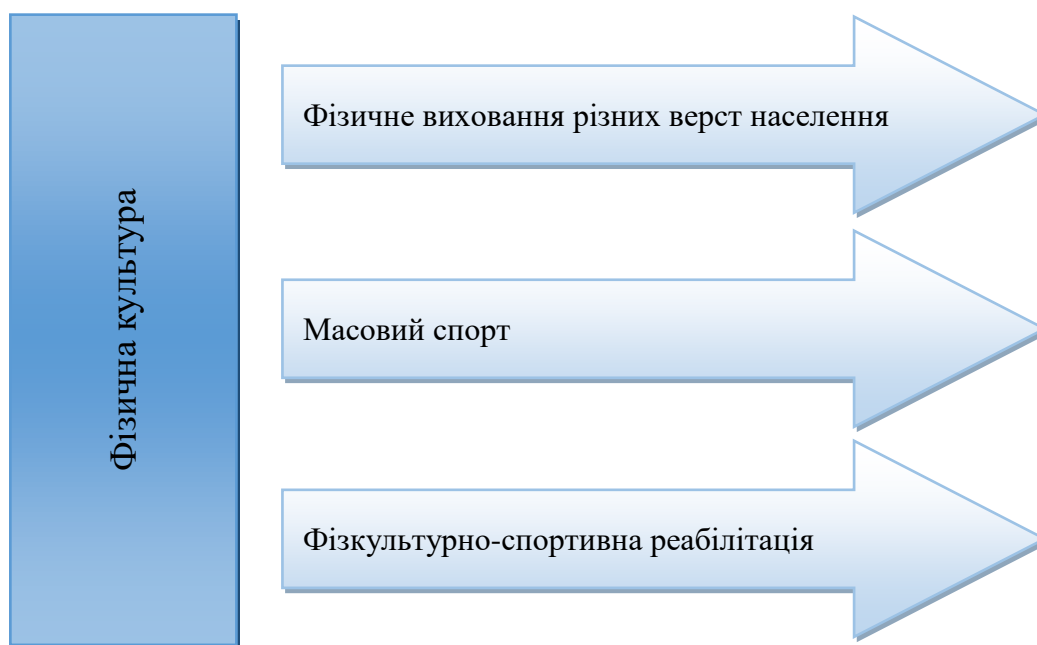 Фізична культура
Фізичне виховання різних верст населення
Масовий спорт
Фізкультурно-спортивна реабілітація